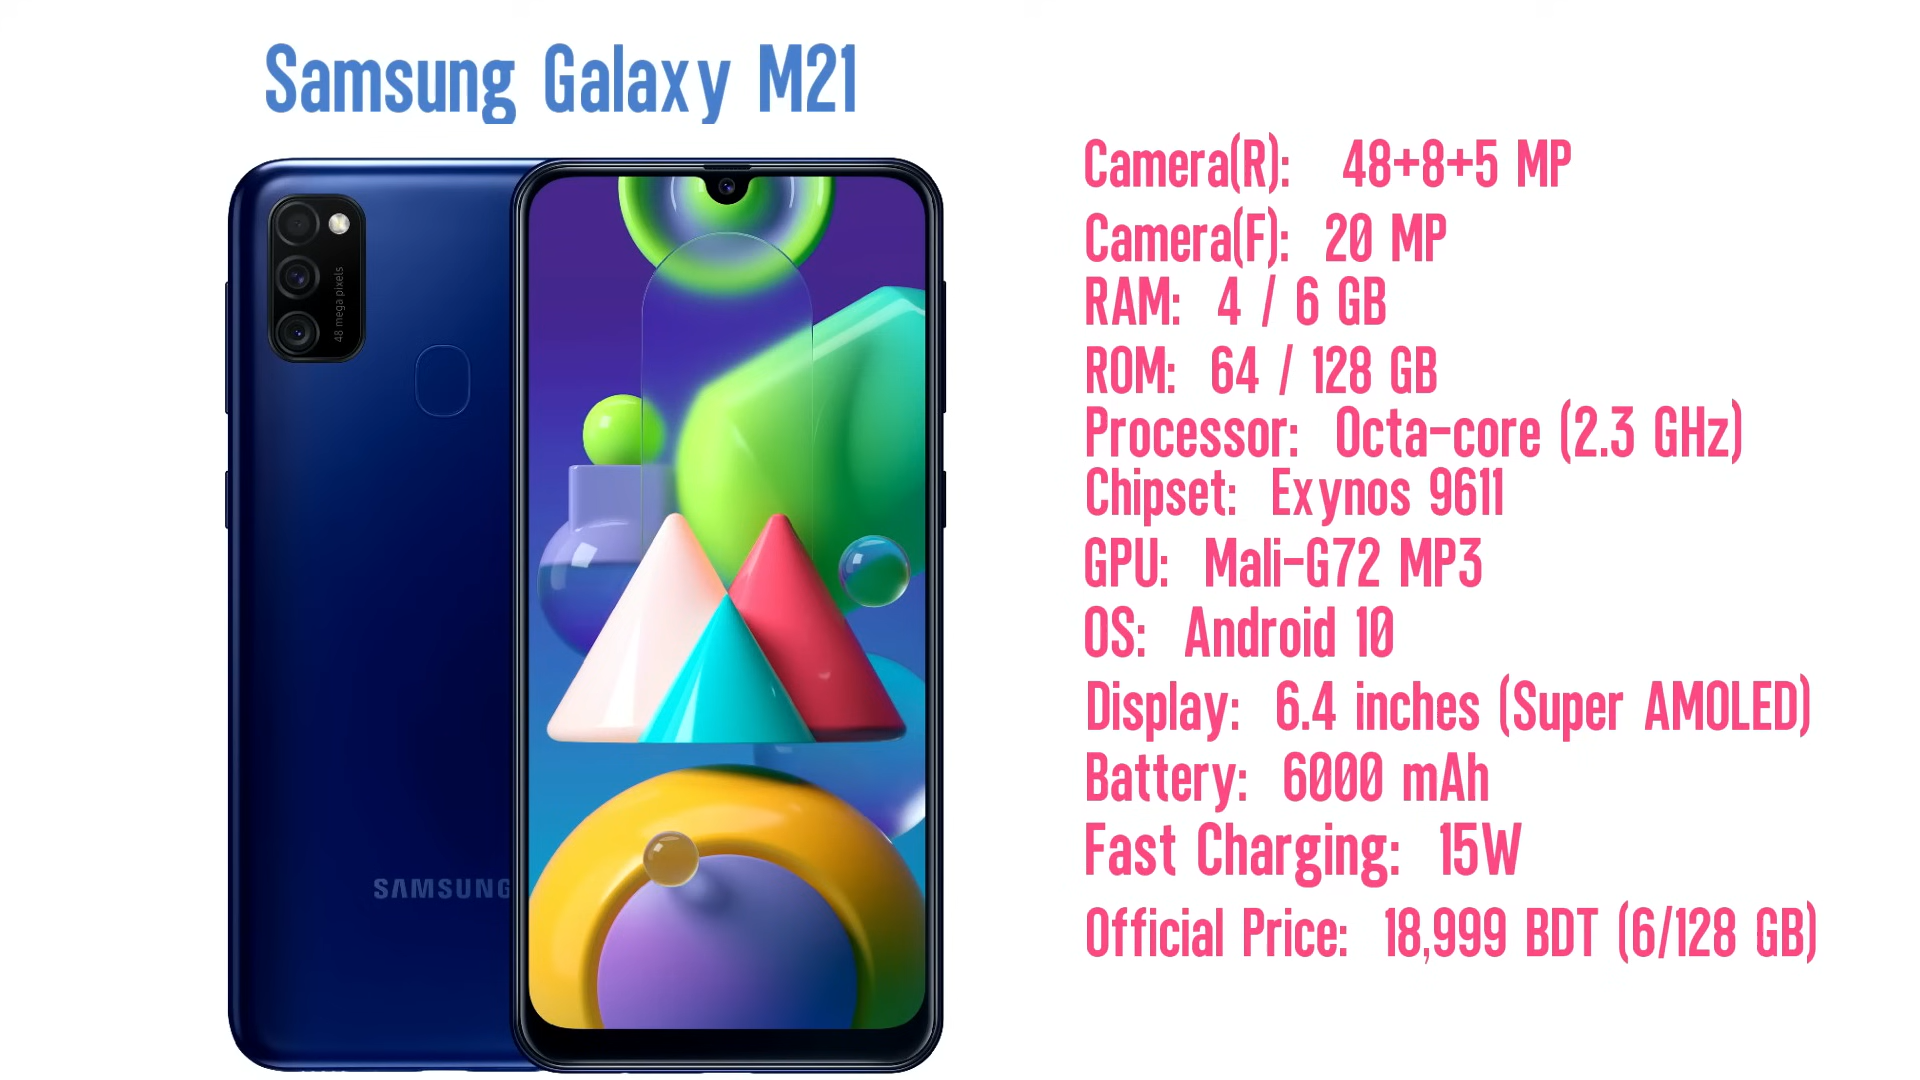 Samsung Galaxy M21
48 mega pixels
SAMSUNG
Camera(R): 48+8+5 MP
Camera(F): 20 MP
RAM: 4 / 6 GB
ROM: 64 / 128 GB
Processor: Octa-core (2.3 GHz)
Chipset: Exynos 9611
GPU: Mali-G72 MP3
OS: Android 10
Display: 6.4 inches (Super AMOLED)
Battery: 6000 mAh
Fast Charging: 15W
Official Price: 18,999 BDT (6/128 GB)